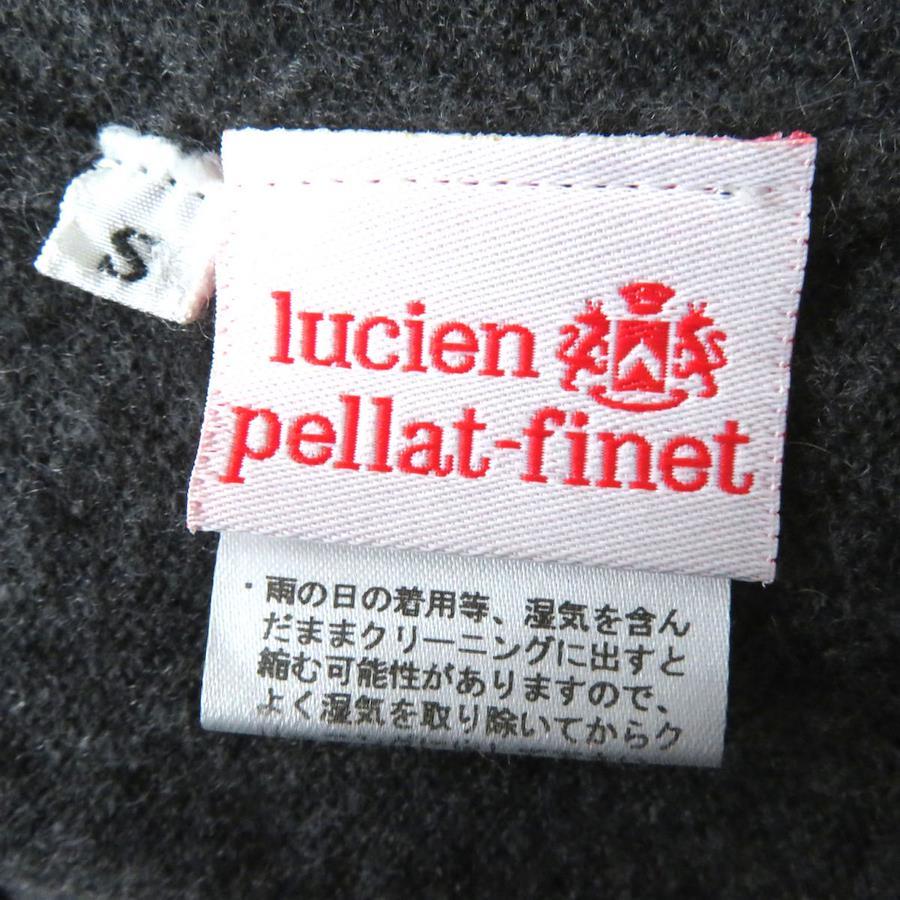 S
lucien
pellat-finet
・雨の日の着用等、湿気を含ん
だままクリーニングに出すと
縮む可能性がありますので、
よく湿気を取り除いてからク